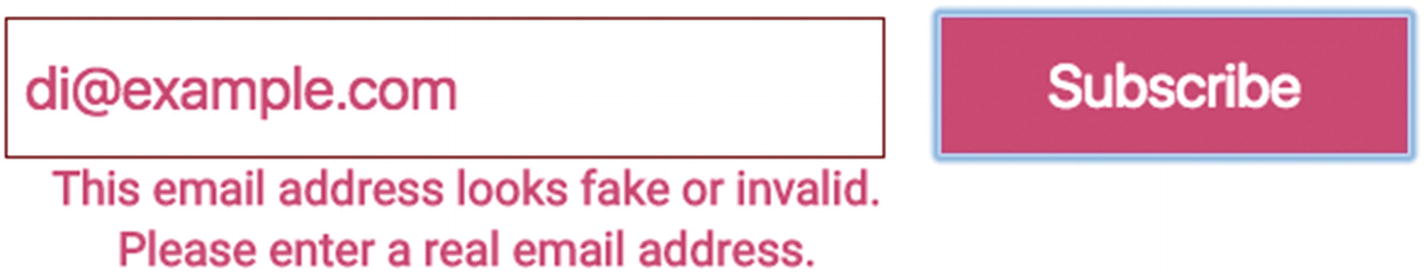 di@example.com
Subscribe
This email address looks fake or invalid.
Please enter a real email address.